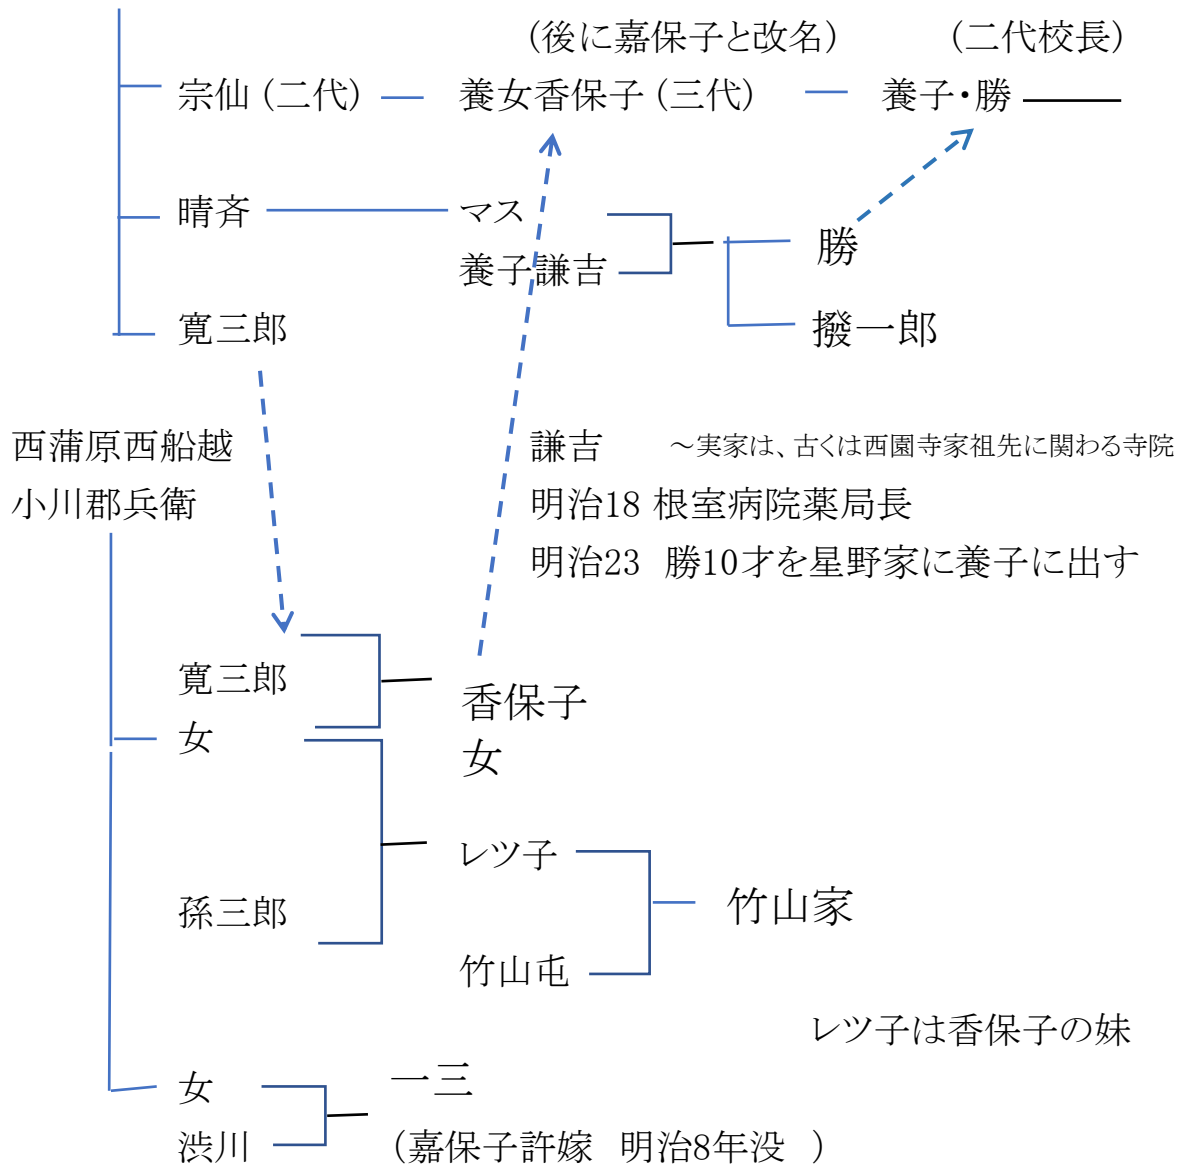 (後に嘉保子と改名) (二代校長)
宗仙 (二代) 養女香保子 (三代) 養子・勝
晴斉 マス
養子謙吉
勝
寛三郎 撥一郎
西蒲原西船越
小川郡兵衛
謙吉 ～実家は、古くは西園寺家祖先に関わる寺院
明治18 根室病院薬局長
明治23 勝10才を星野家に養子に出す
寛三郎
女
香保子
女
孫三郎
レツ子
竹山屯
竹山家
レツ子は香保子の妹
女
渋川
一三
(嘉保子許嫁 明治8年没 )